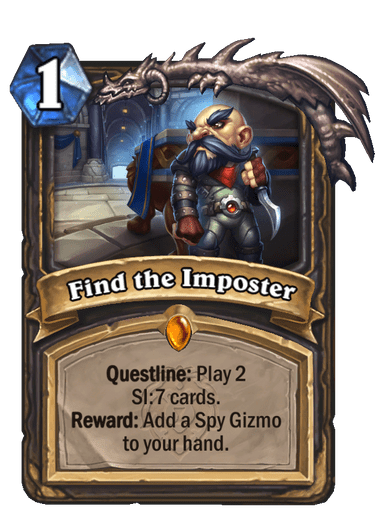 1
Find the Imposter
Questline: Play 2
SI:7 cards.
Reward: Add a Spy Gizmo
to your hand.